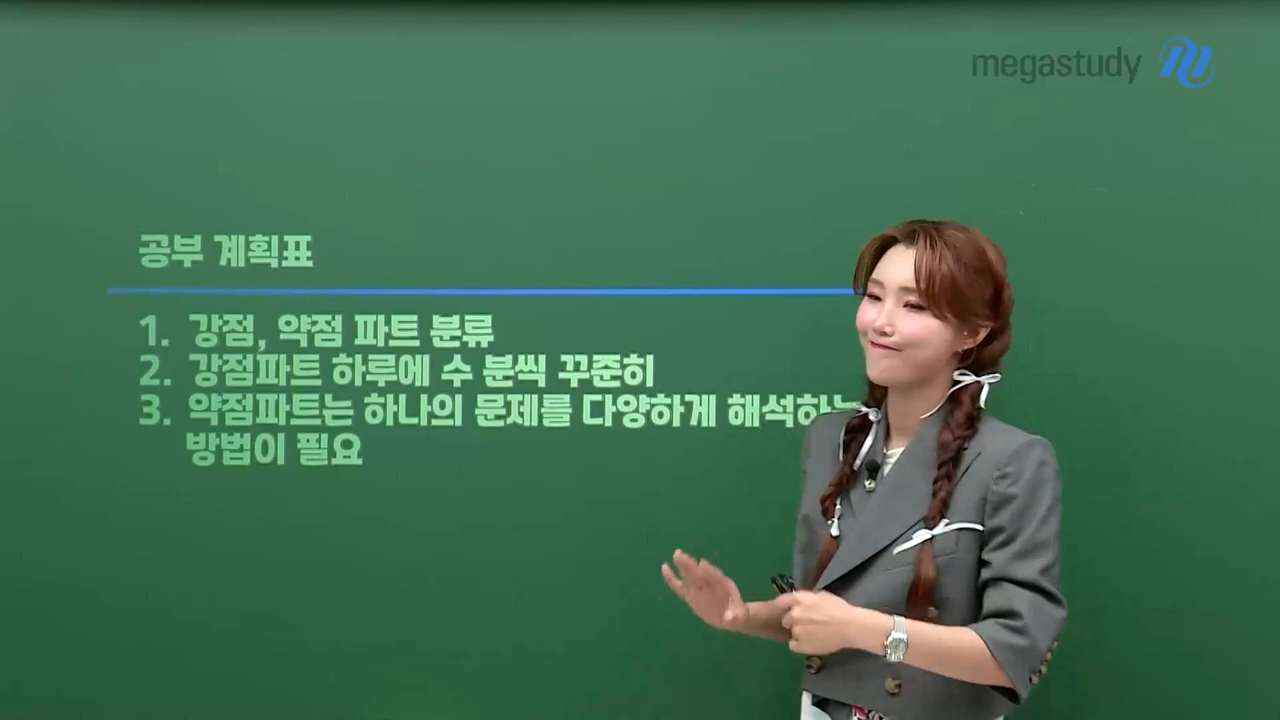 megastudy
공부 계획표
1. 강점, 약점 파트 분류
2. 강점파트 하루에 수 분씩 꾸준히
3. 약점파트는 하나의 문제를 다양하게 해석하는
방법이 필요